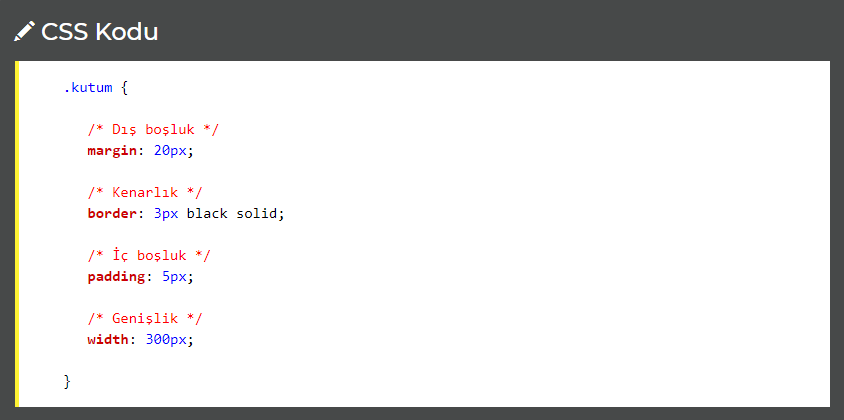 CSS Kodu
.kutum {
/* Dış boşluk */
margin: 20px;
/* Kenarlık */
border: 3px black solid;
/* İç boşluk */
padding: 5px;
/* Genişlik */
width: 300px;
}